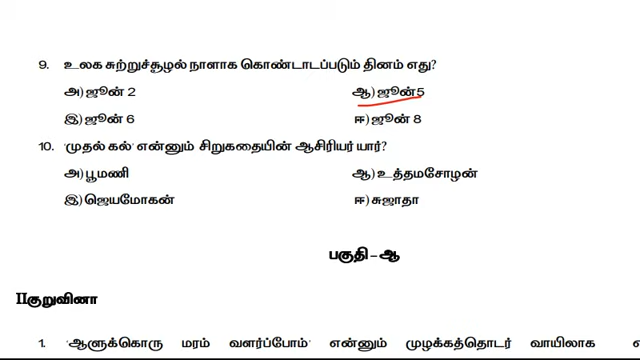 9. உலக சுற்றுச்சூழல் நாளாக கொண்டாடப்படும் தினம் எது?
அ) ஜூன் 2 ஆ) ஜூன்5
இ) ஜூன் 6 ஈ) ஜூன் 8
10. 'முதல் கல்' என்னும் சிறுகதையின் ஆசிரியர் யார்?
அ) பூமணி ஆ) உத்தமசோழன்
இ) ஜெயமோகன் ஈ) சுஜாதா
பகுதி – ஆ
IIகுறுவினா
1. 'ஆளுக்கொரு மரம் வளர்ப்போம்' என்னும் முழக்கத்தொடர் வாயிலாக